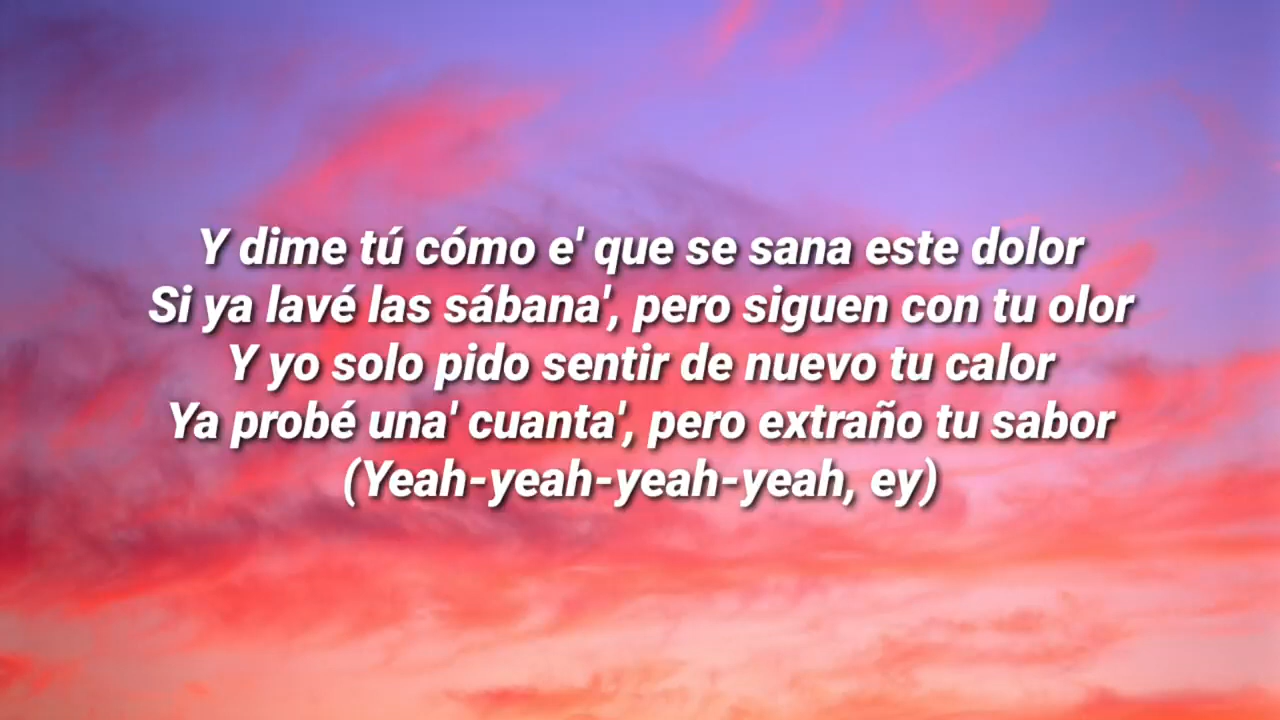 Y dime tú cómo e' que se sana este dolor
Si ya lavé las sábana', pero siguen con tu olor
Y yo solo pido sentir de nuevo tu calor
Ya probé una' cuanta', pero extraño tu sabor
(Yeah-yeah-yeah-yeah, ey)